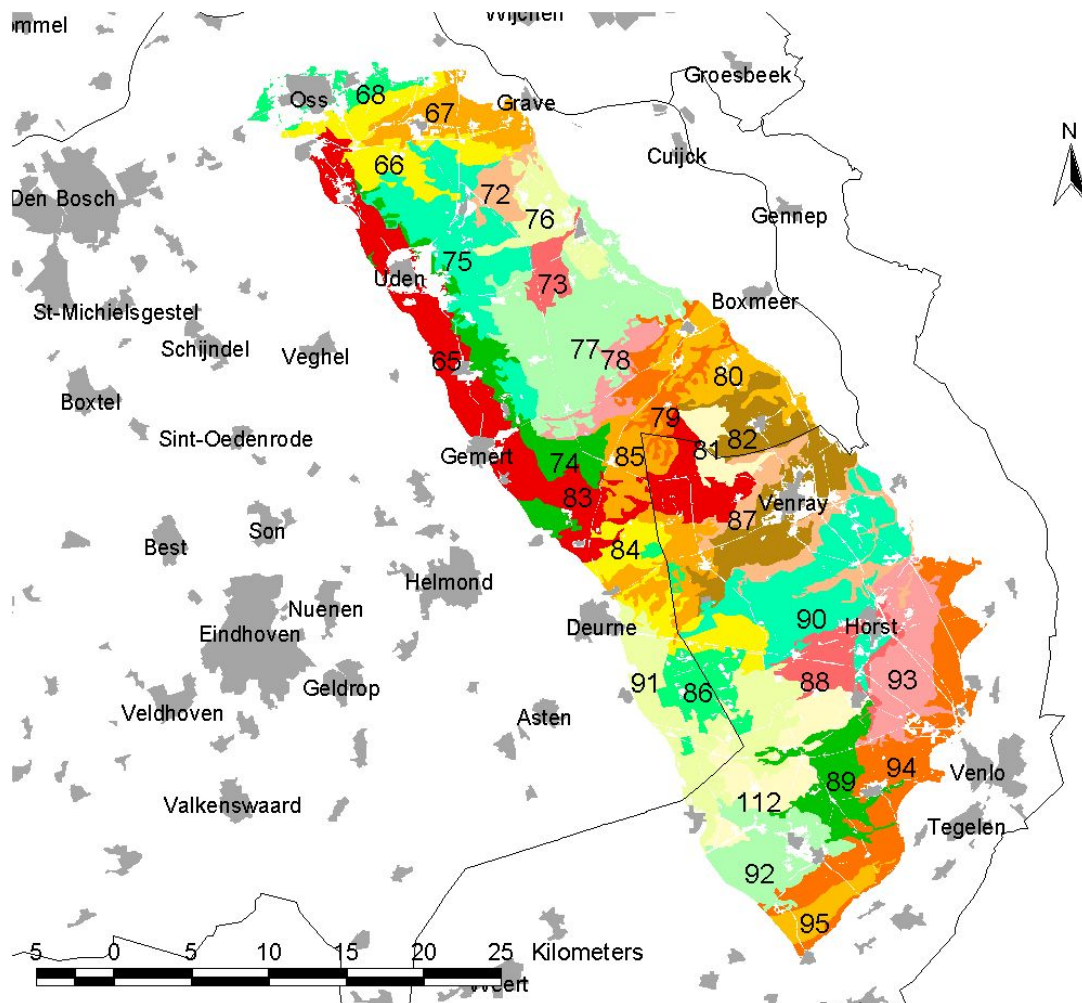 ommel
Wijchen
Groesbeek
68
Oss
67
Grave
N
Cuijck
66
72
Den Bosch
76
Gennep
75
Uden
73
Boxmeer
St-Michielsgestel
Schijndel
Veghel
77
78
65
80
Boxtel
79
Sint-Oedenrode
82
Gemert
74
85
81
83
Venray
87
Son
Best
84
Helmond
Nuenen
Eindhoven
Deurne
90
Horst
Geldrop
91
86
88
93
Veldhoven
Asten
94
Venlo
89
Valkenswaard
112
Tegelen
92
95
5 0 5 10 15 20 25 Kilometers
Weert